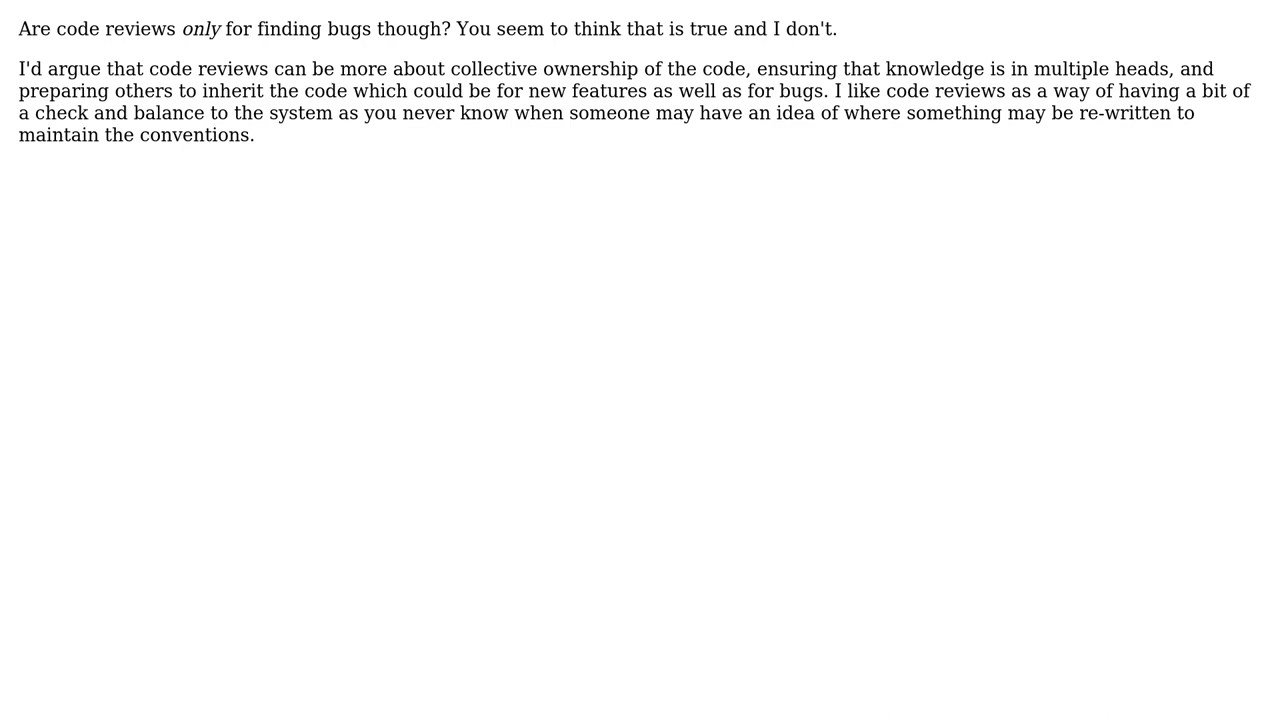 Are code reviews only for finding bugs though? You seem to think that is true and I don't.
I'd argue that code reviews can be more about collective ownership of the code, ensuring that knowledge is in multiple heads, and
preparing others to inherit the code which could be for new features as well as for bugs. I like code reviews as a way of having a bit of
a check and balance to the system as you never know when someone may have an idea of where something may be re-written to
maintain the conventions.